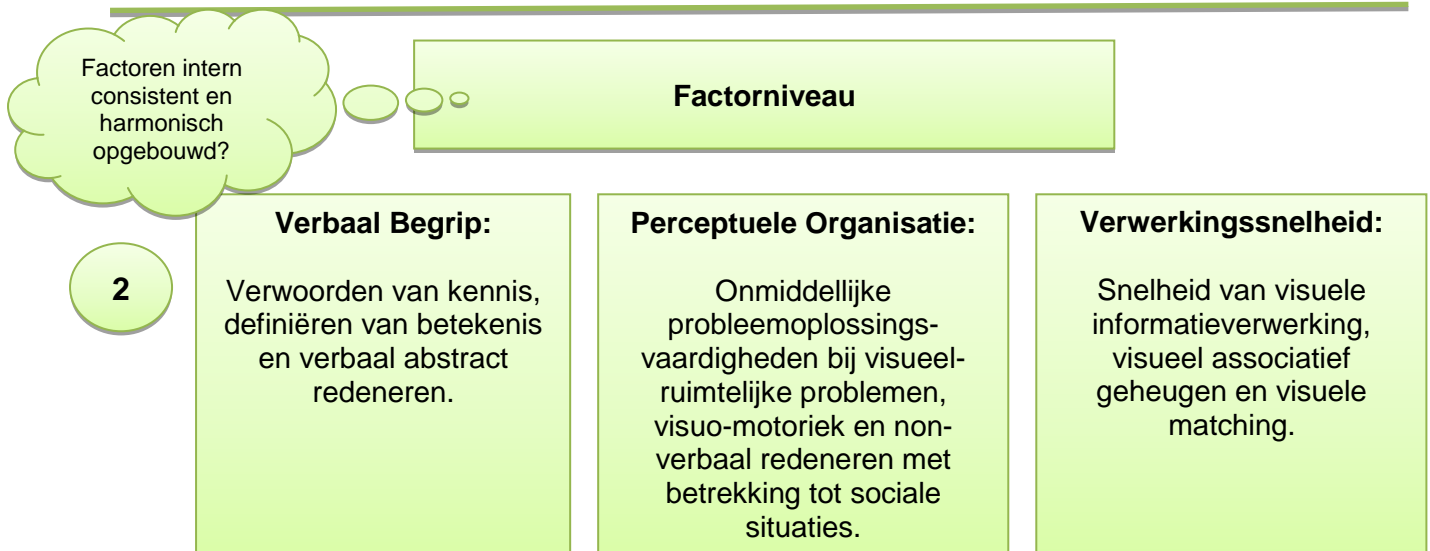 Factoren intern
consistent en
harmonisch
opgebouwd?
Factorniveau
2
Verbaal Begrip:
Verwoorden van kennis,
definiëren van betekenis
en verbaal abstract
redeneren.
Perceptuele Organisatie:
Onmiddellijke
probleemoplossings-
vaardigheden bij visueel-
ruimtelijke problemen,
visuo-motoriek en non-
verbaal redeneren met
betrekking tot sociale
situaties.
Verwerkingssnelheid:
Snelheid van visuele
informatieverwerking,
visueel associatief
geheugen en visuele
matching.